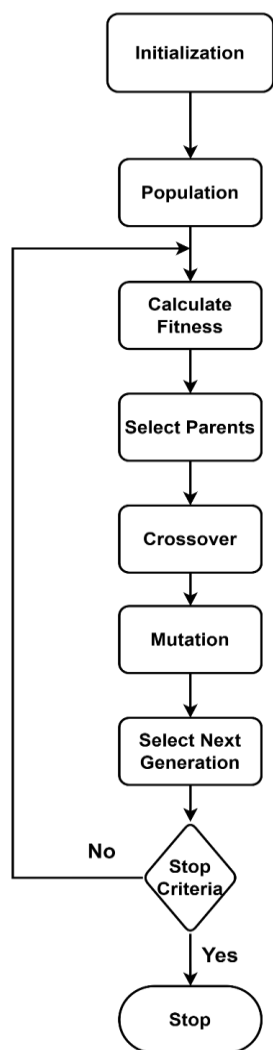 Initialization
Population
Calculate
Fitness
Select Parents
Crossover
Mutation
Select Next
Generation
No
Stop
Criteria
Yes
Stop